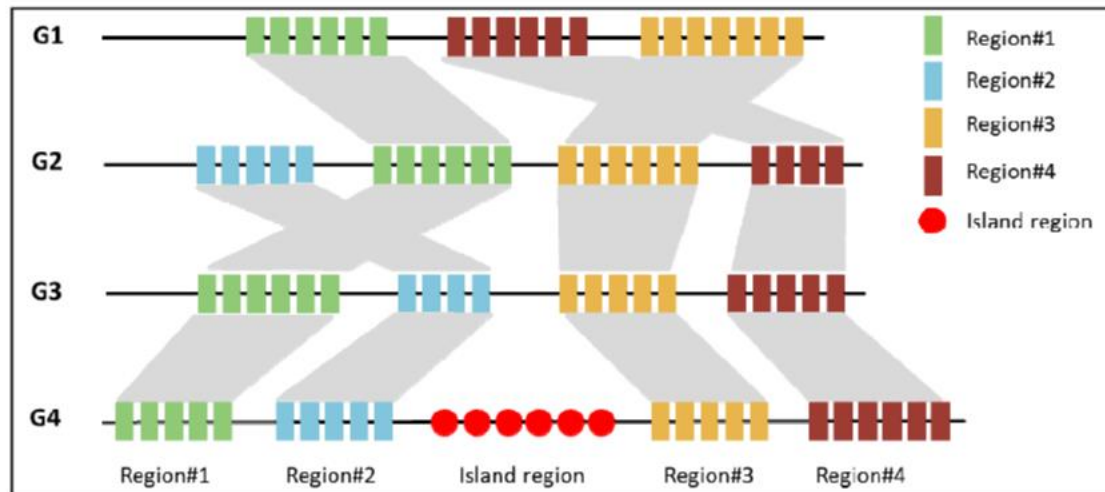 G1
G2
G3
G4
Region#1
Region#2
Region#3
Region#4
Island region
Region#1 Region#2 Island region Region#3 Region#4